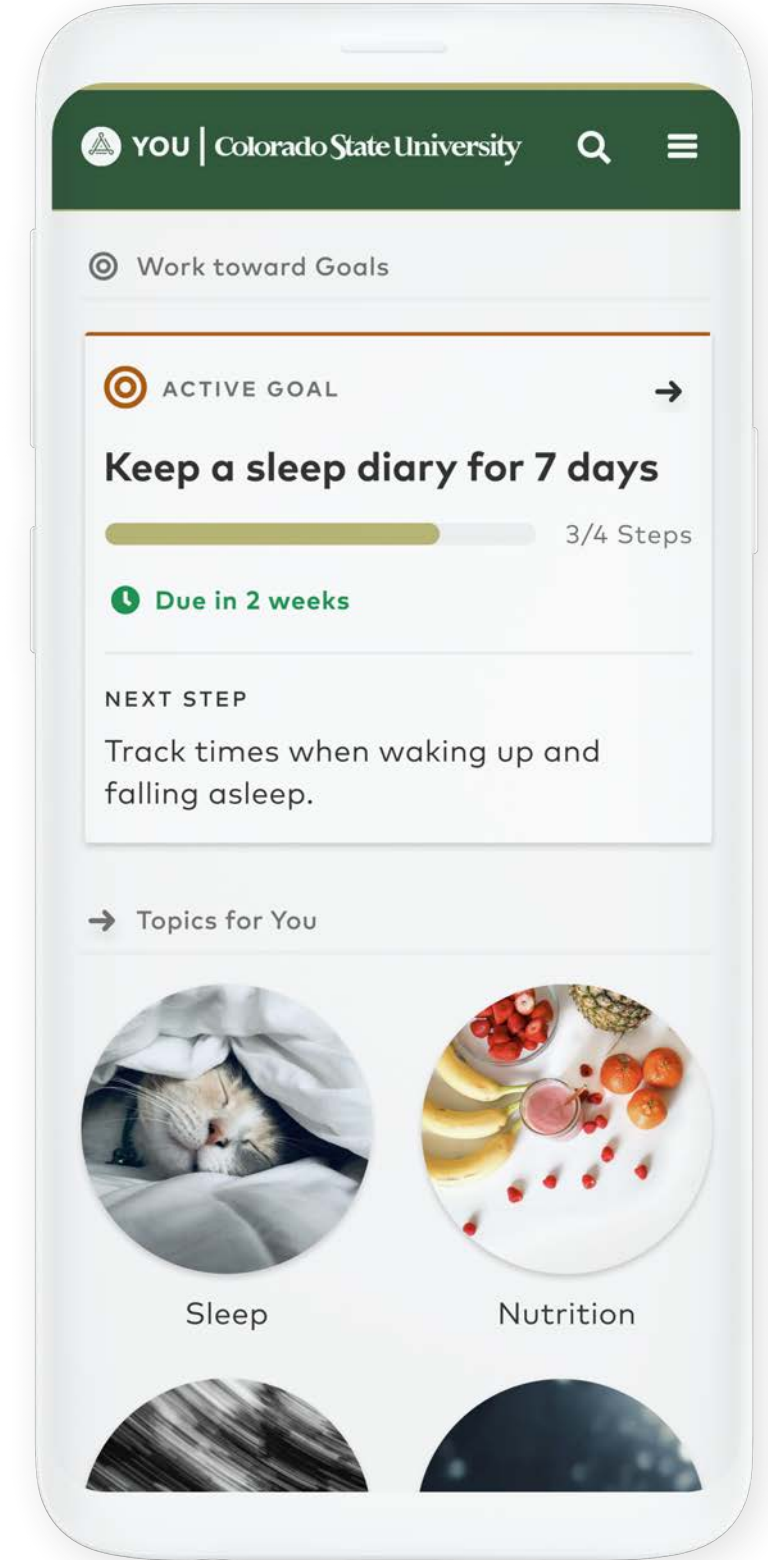 YOU | Colorado State University
Work toward Goals
ACTIVE GOAL
Keep a sleep diary for 7 days
3/4 Steps
Due in 2 weeks
NEXT STEP
Track times when waking up and
falling asleep.
Topics for You
Sleep
Nutrition